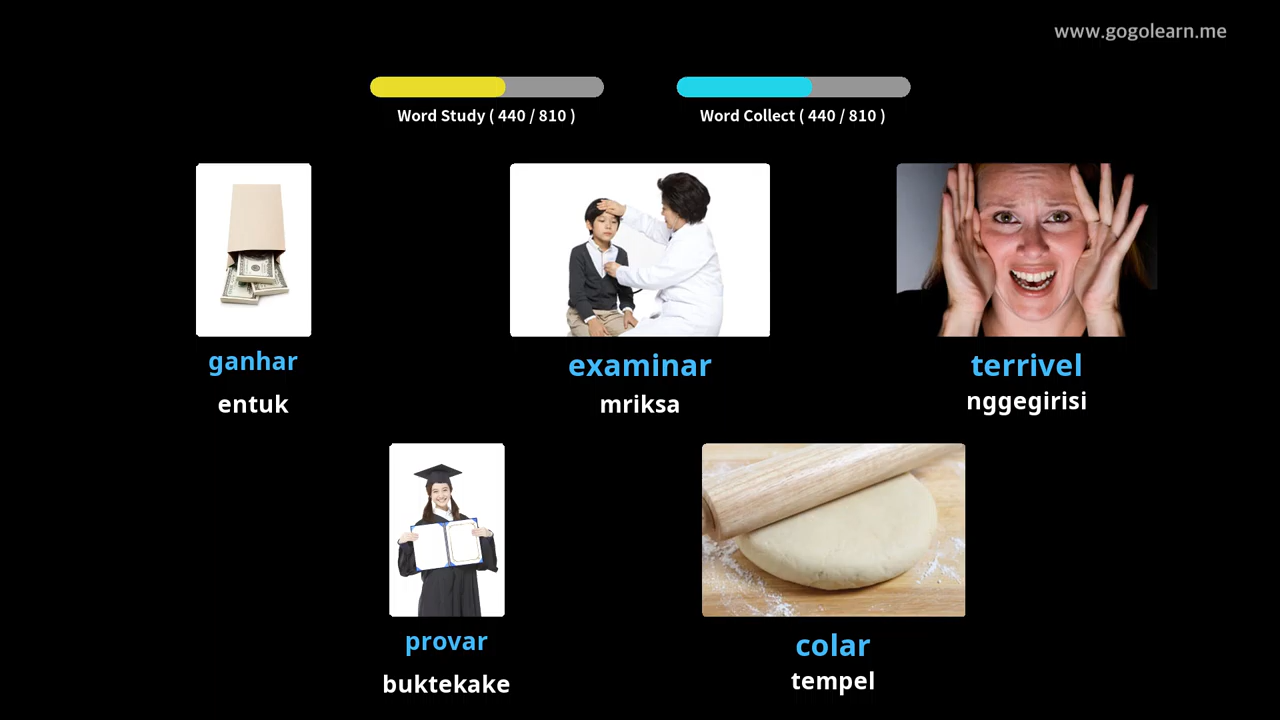 www.gogolearn.me
Word Study ( 440 / 810 )
Word Collect ( 440 / 810 )
ganhar
entuk
examinar
mriksa
terrivel
nggegirisi
provar
buktekake
colar
tempel